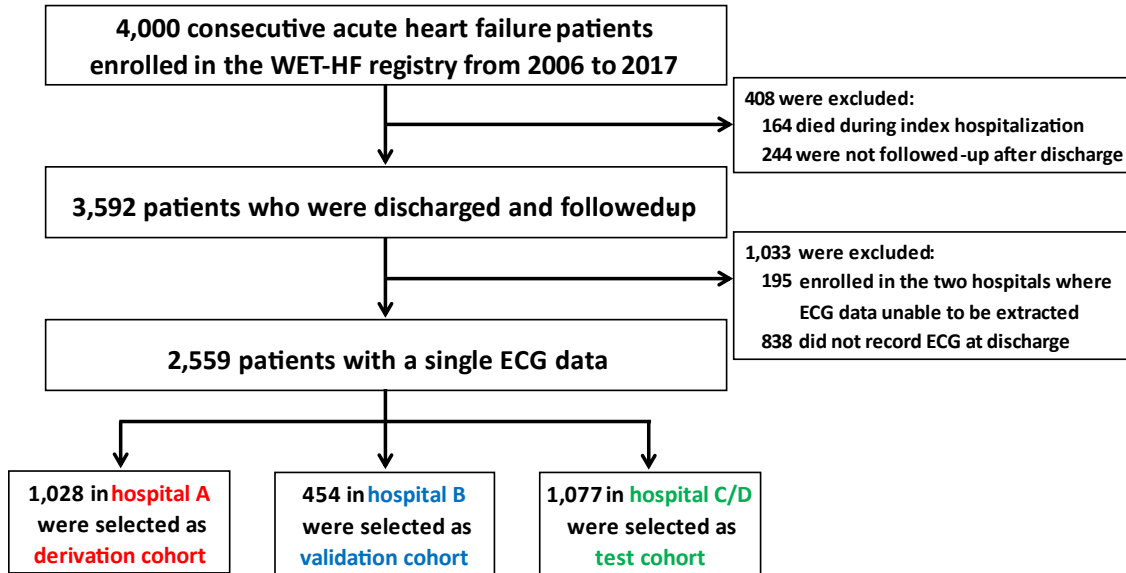 4,000 consecutive acute heart failure patients
enrolled in the WET-HF registry from 2006 to 2017
408 were excluded:
164 died during index hospitalization
244 were not followed-up after discharge
3,592 patients who were discharged and followed-up
1,033 were excluded:
195 enrolled in the two hospitals where
ECG data unable to be extracted
838 did not record ECG at discharge
2,559 patients with a single ECG data
1,028 in hospital A
were selected as
derivation cohort
454 in hospital B
were selected as
validation cohort
1,077 in hospital C/D
were selected as
test cohort